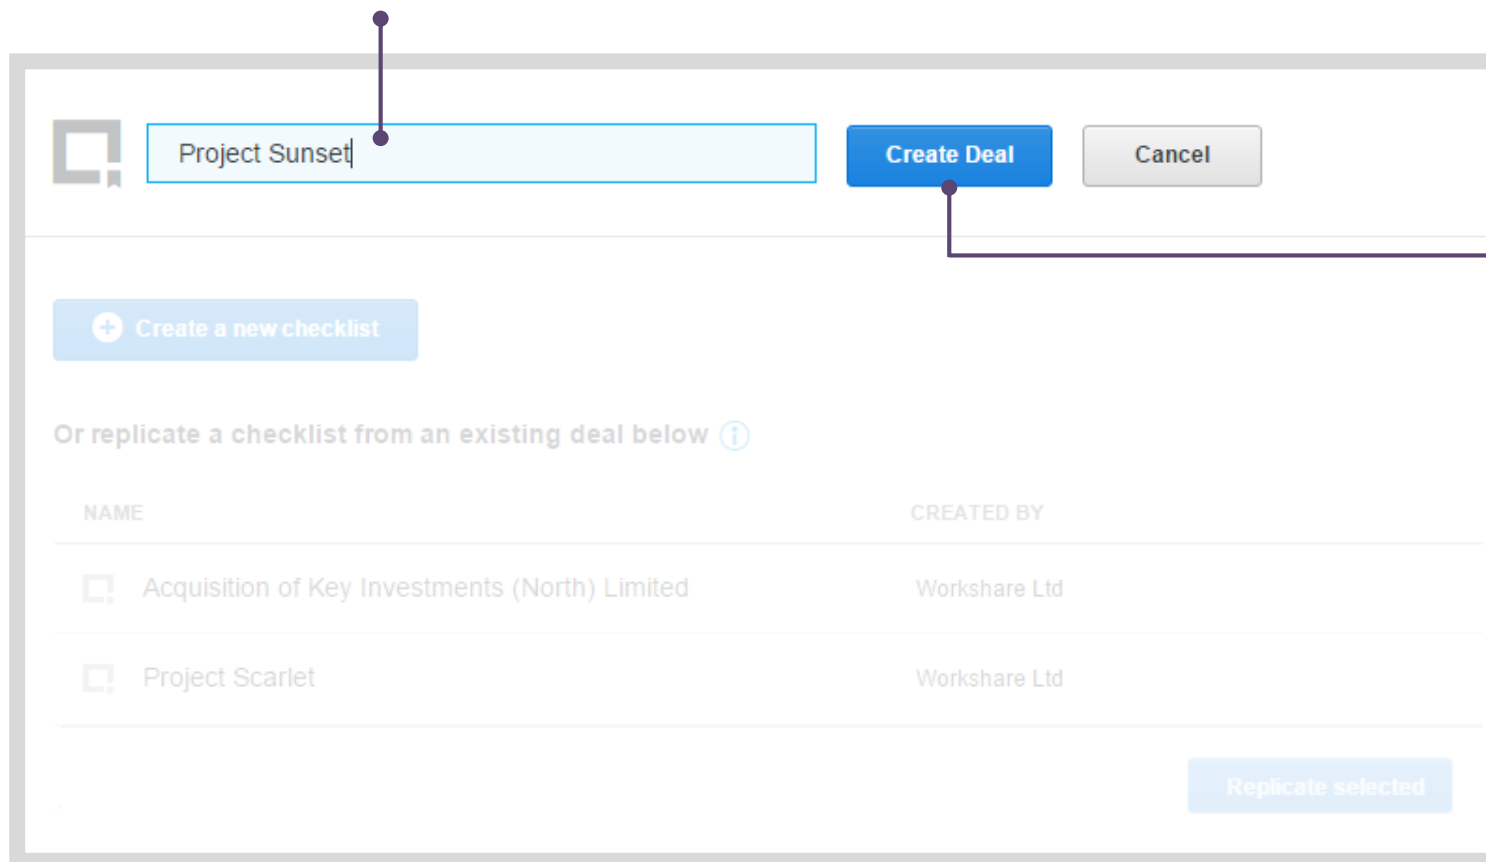 Project Sunset
Create Deal
Cancel
Create a new checklist
Or replicate a checklist from an existing deal below
NAME
CREATED BY
Acquisition of Key Investments (North) Limited
Workshare Ltd
Project Scarlet
Workshare Ltd
Replicate selected